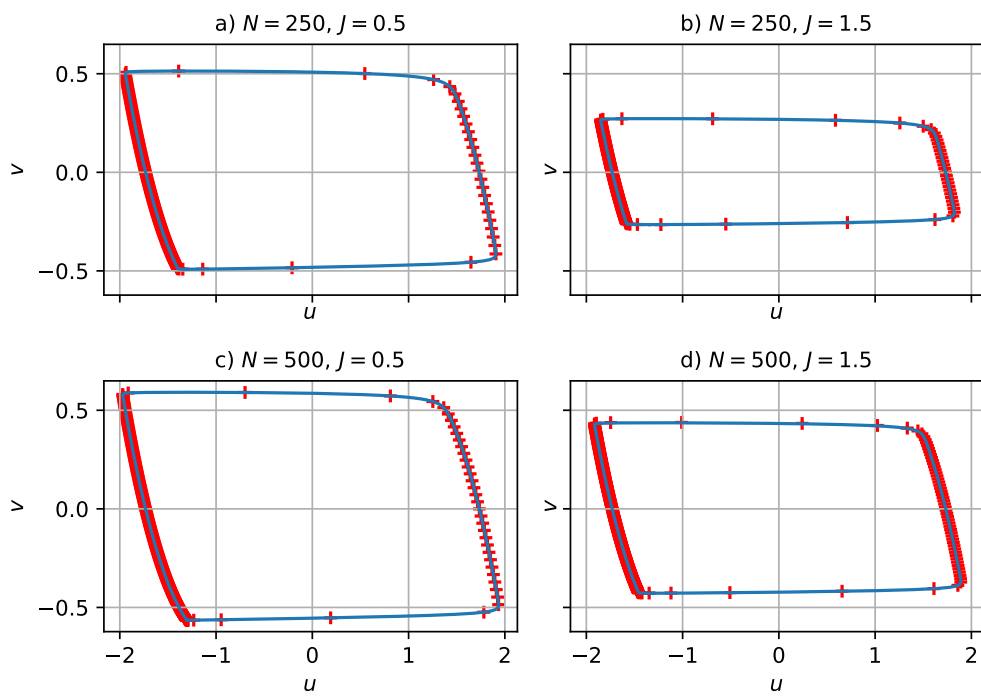 a) N = 250, J = 0.5
b) N = 250, J = 1.5
0.5
0.0
−0.5
v
v
u
u
c) N = 500, J = 0.5
d) N = 500, J = 1.5
0.5
0.0
−0.5
v
v
−2 −1 0 1 2
−2 −1 0 1 2
u
u